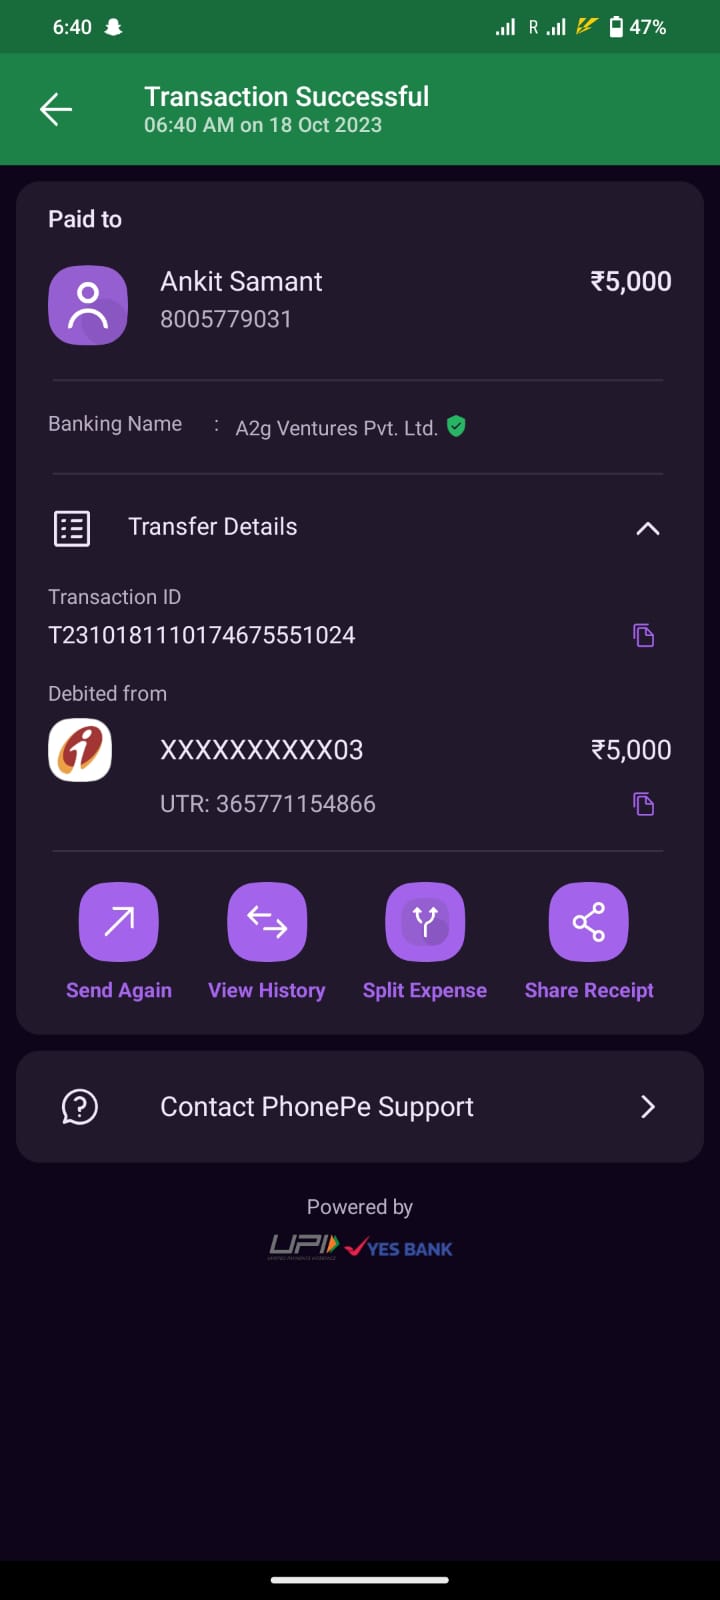 6:40 R 47%
Transaction Successful
06:40 AM on 18 Oct 2023
Paid to
Ankit Samant ₹5,000
8005779031
Banking Name : A2g Ventures Pvt. Ltd.
Transfer Details
Transaction ID
T2310181110174675551024
Debited from
XXXXXXXXXX03 ₹5,000
UTR: 365771154866
Send Again View History Split Expense Share Receipt
Contact PhonePe Support
Powered by
UPI YES BANK